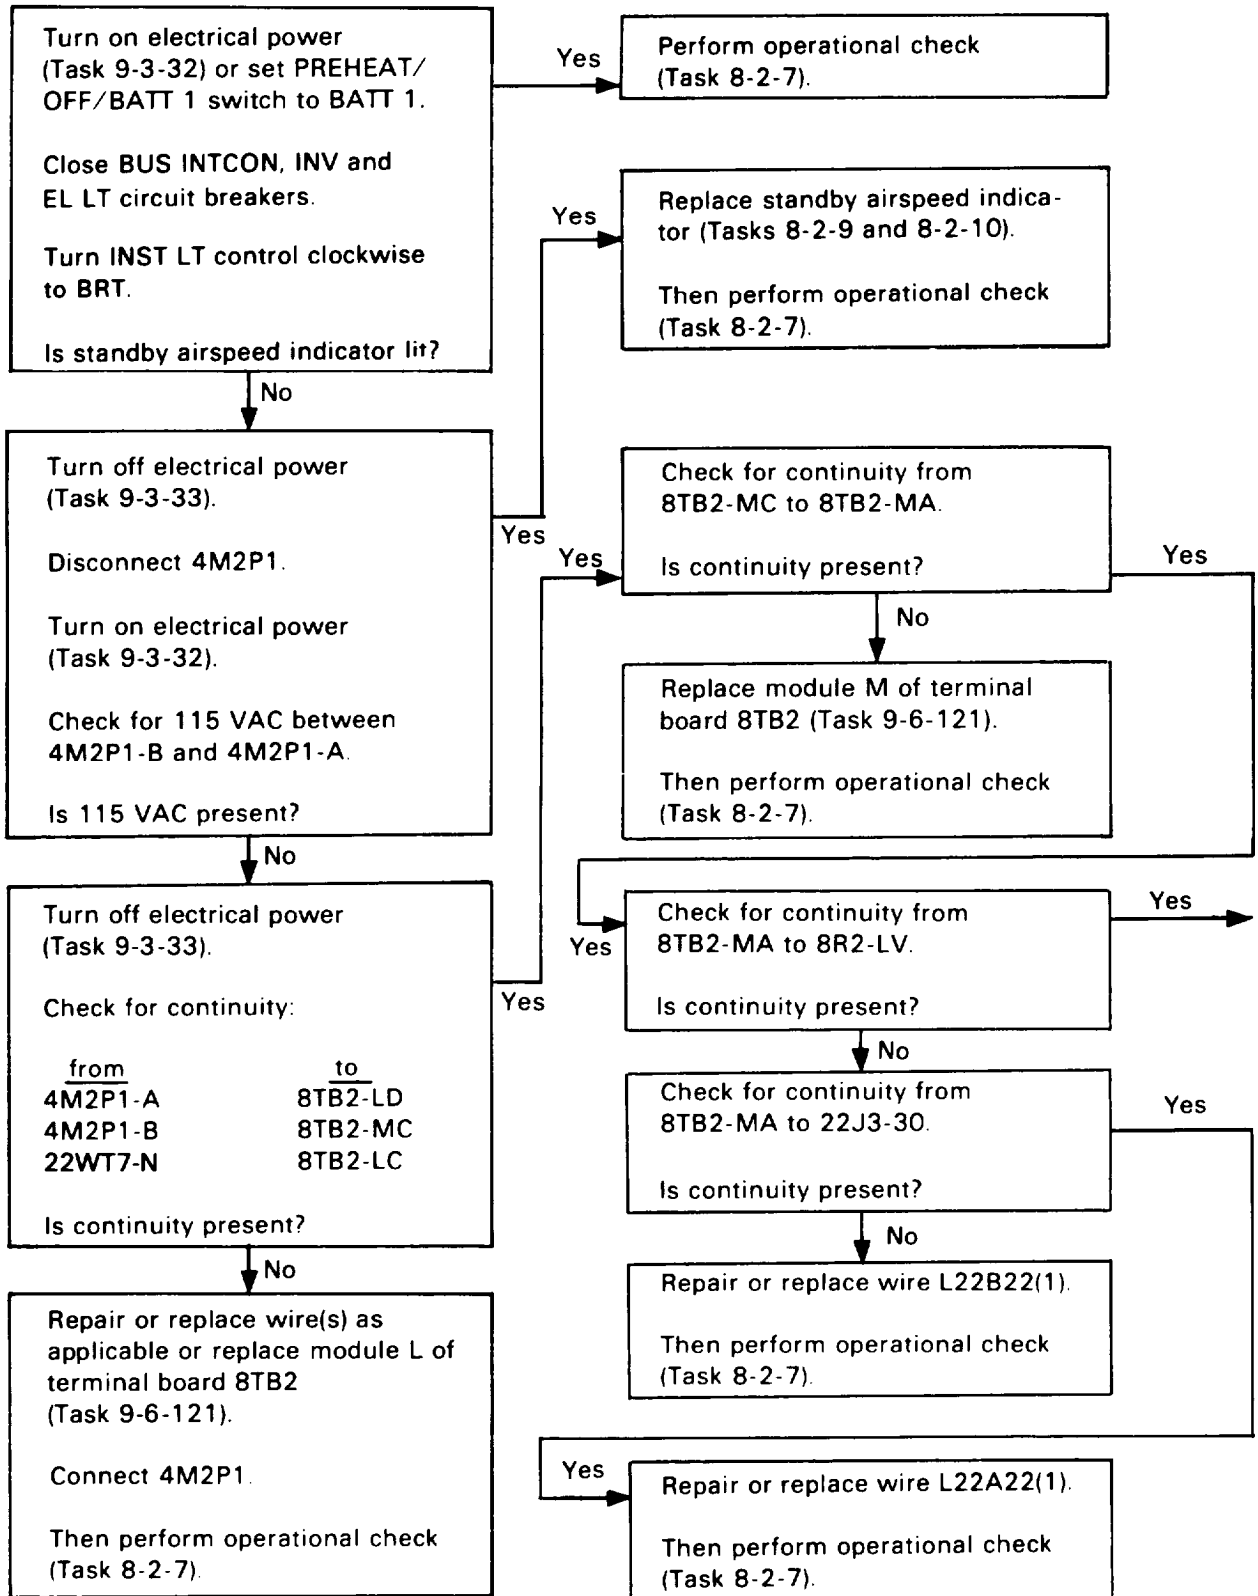 Turn on electrical power
(Task 9-3-32) or set PREHEAT/
OFF/BATT 1 switch to BATT 1.
Close BUS INTCON, INV and
EL LT circuit breakers.
Turn INST LT control clockwise
to BRT.
Is standby airspeed indicator lit?
Yes
Perform operational check
(Task 8-2-7).
No
Turn off electrical power
(Task 9-3-33).
Disconnect 4M2P1.
Turn on electrical power
(Task 9-3-32).
Check for 115 VAC between
4M2P1-B and 4M2P1-A.
Is 115 VAC present?
Yes
Yes
Replace standby airspeed indica-
tor (Tasks 8-2-9 and 8-2-10).
Then perform operational check
(Task 8-2-7).
No
Turn off electrical power
(Task 9-3-33).
Check for continuity:
from to
4M2P1-A 8TB2-LD
4M2P1-B 8TB2-MC
22WT7-N 8TB2-LC
Is continuity present?
Yes
Yes
No
Repair or replace wire(s) as
applicable or replace module L of
terminal board 8TB2
(Task 9-6-121).
Connect 4M2P1.
Then perform operational check
(Task 8-2-7).
Check for continuity from
8TB2-MC to 8TB2-MA.
Is continuity present?
Yes
No
Replace module M of terminal
board 8TB2 (Task 9-6-121).
Then perform operational check
(Task 8-2-7).
Yes
Check for continuity from
8TB2-MA to 8R2-LV.
Is continuity present?
Yes
No
Check for continuity from
8TB2-MA to 22J3-30.
Is continuity present?
Yes
No
Repair or replace wire L22B22(1).
Then perform operational check
(Task 8-2-7).
Yes
Repair or replace wire L22A22(1).
Then perform operational check
(Task 8-2-7).